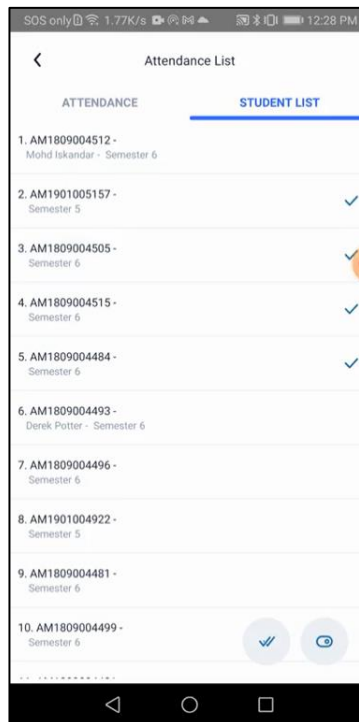 SOS only 1.77K/s 12:28 PM
Attendance List
ATTENDANCE STUDENT LIST
1. AM1809004512 -
Mohd Iskandar - Semester 6
2. AM1901005157 -
Semester 5
3. AM1809004505 -
Semester 6
4. AM1809004515 -
Semester 6
5. AM1809004484 -
Semester 6
6. AM1809004493 -
Derek Potter - Semester 6
7. AM1809004496 -
Semester 6
8. AM1901004922 -
Semester 5
9. AM1809004481 -
Semester 6
10. AM1809004499 -
Semester 6